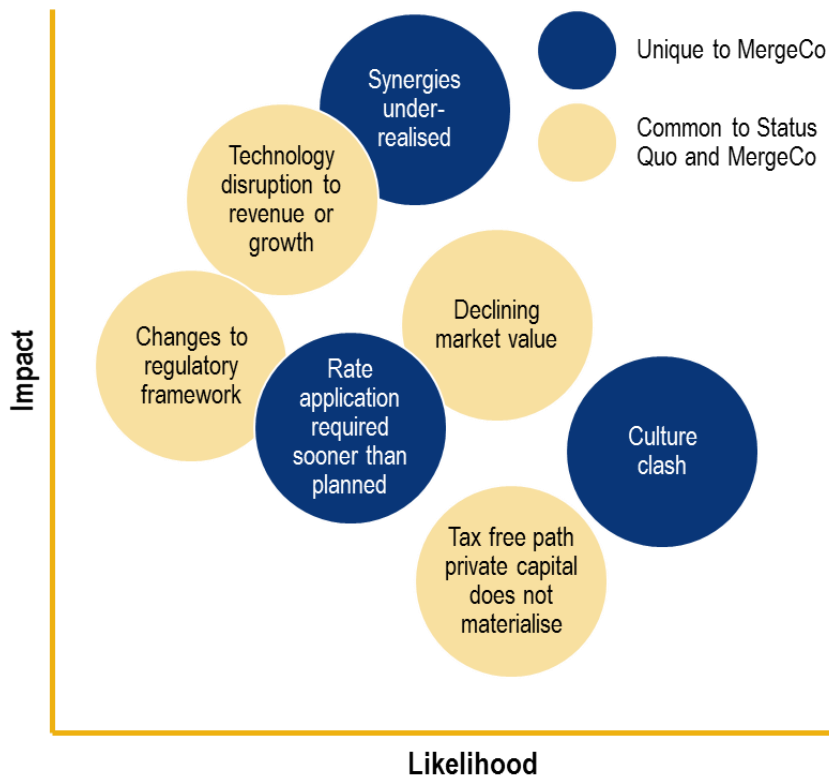 Synergies
under-
realised
Unique to MergeCo
Common to Status
Quo and MergeCo
Technology
disruption to
revenue or
growth
Declining
market value
Changes to
regulatory
framework
Rate
application
required
sooner than
planned
Culture
clash
Tax free path
private capital
does not
materialise
Impact
Likelihood